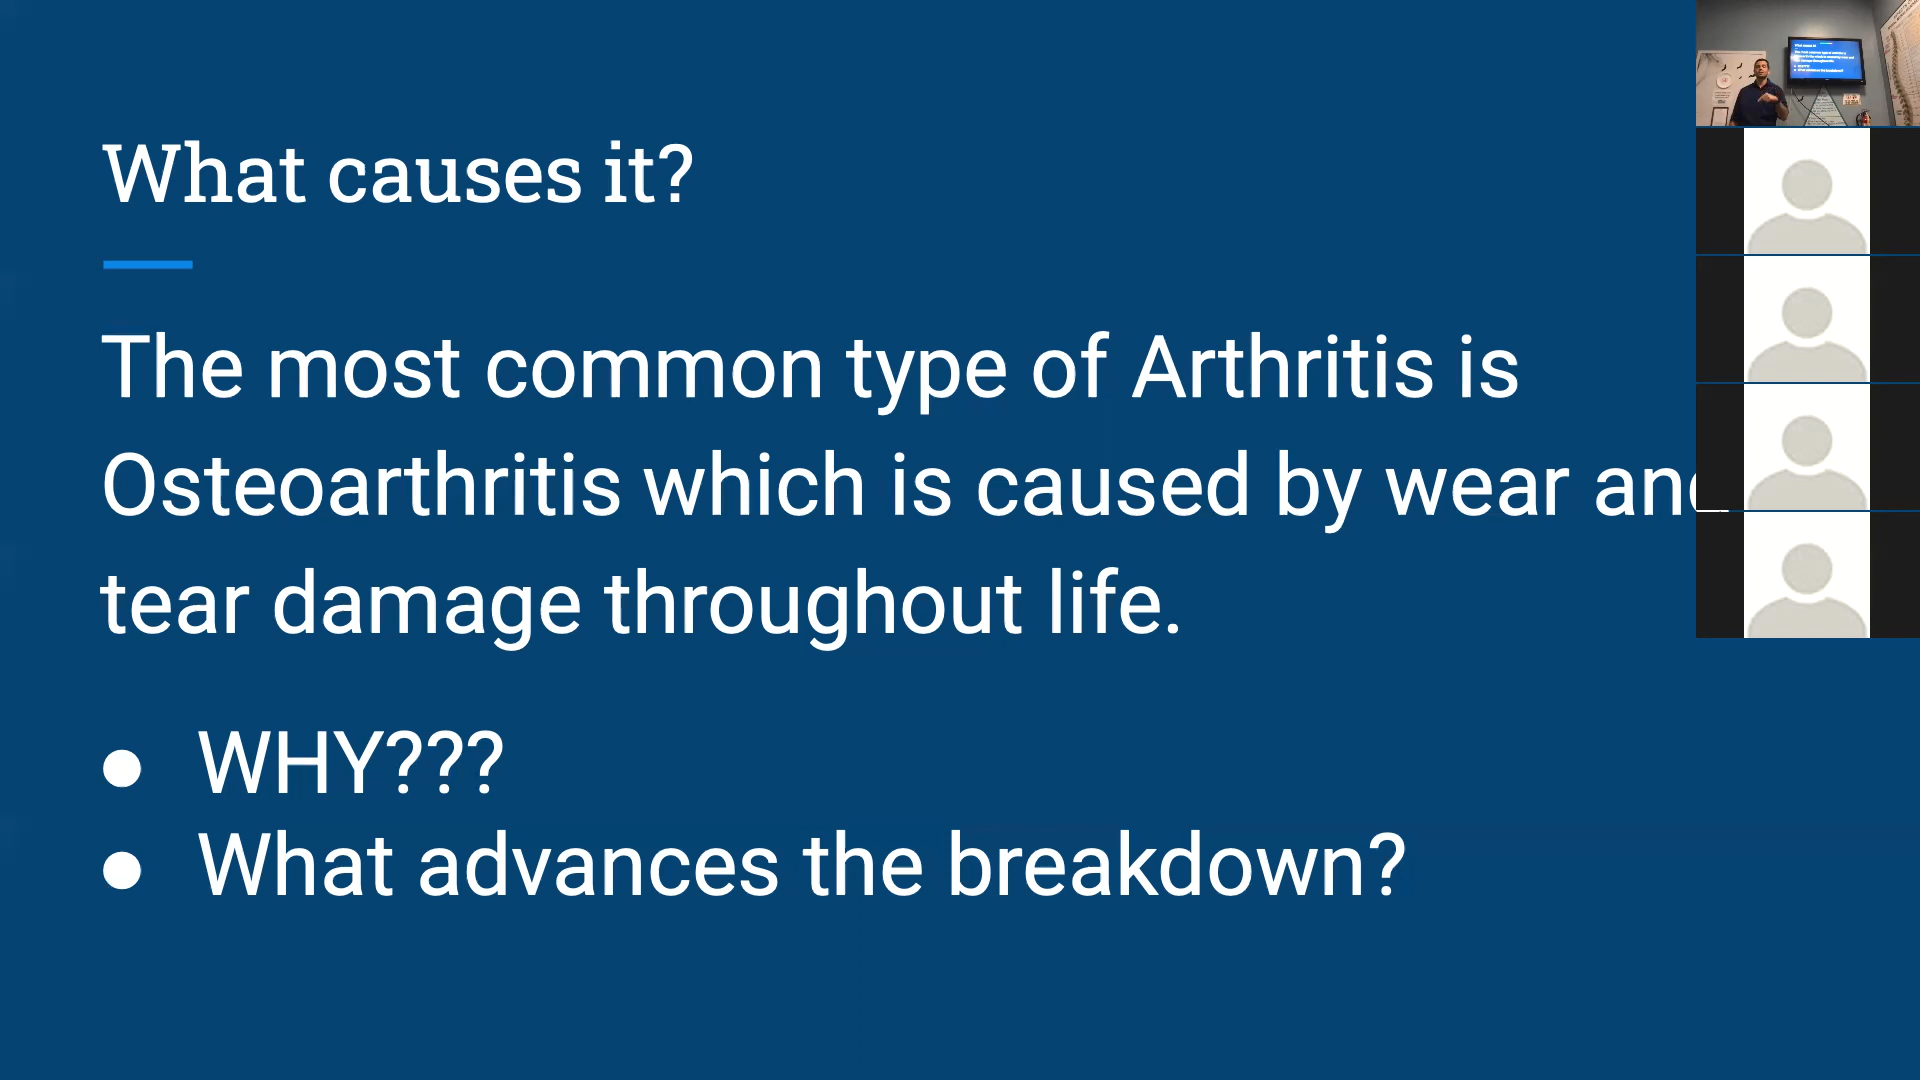 What causes it?
The most common type of Arthritis is
Osteoarthritis which is caused by wear and
tear damage throughout life.
● WHY???
● What advances the breakdown?